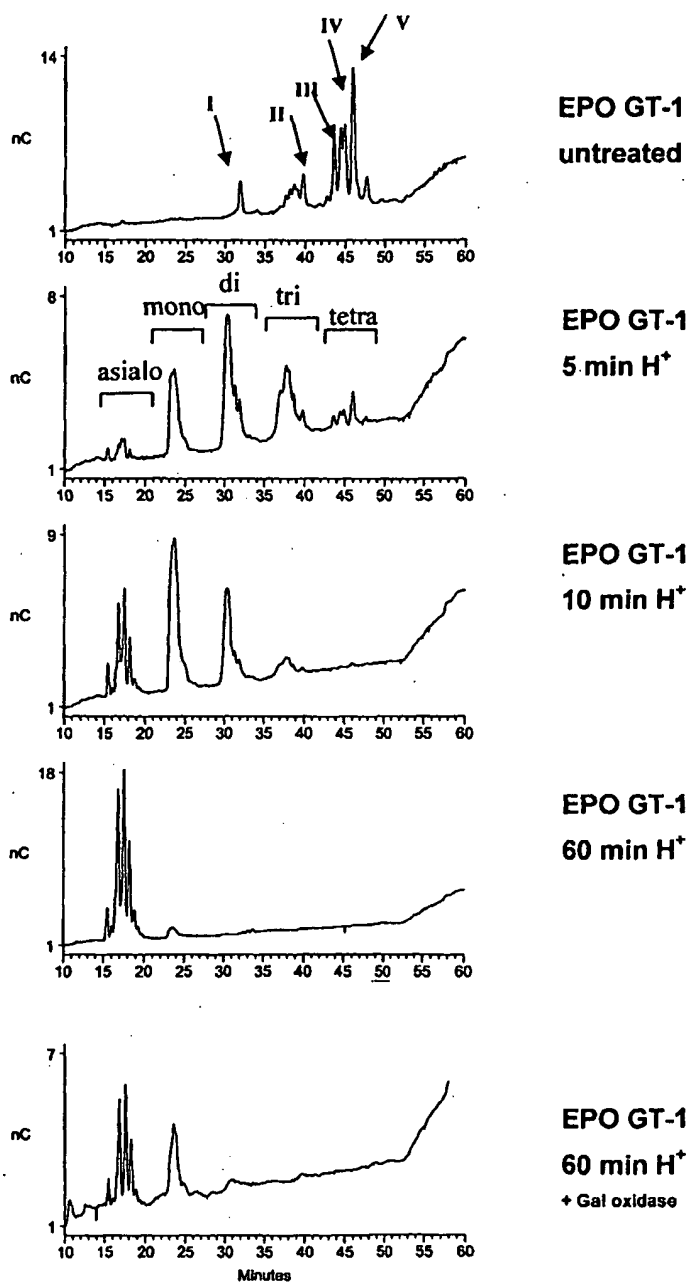 IV V
III
I II
14
nC
1
10 15 20 25 30 35 40 45 50 55 60
EPO GT-1
untreated
mono di tri
asialo tetra
8
nC
1
10 15 20 25 30 35 40 45 50 55 60
EPO GT-1
5 min H⁺
9
nC
1
10 15 20 25 30 35 40 45 50 55 60
EPO GT-1
10 min H⁺
18
nC
1
10 15 20 25 30 35 40 45 50 55 60
EPO GT-1
60 min H⁺
7
nC
1
10 15 20 25 30 35 40 45 50 55 60
Minutes
EPO GT-1
60 min H⁺
+ Gal oxidase